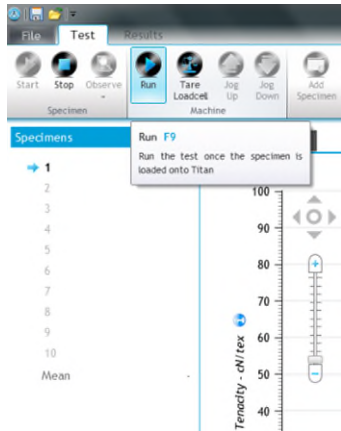 File Test Results
Start Stop Observe Run Tare Loadcell Jog Up Jog Down Add Specimen
Specimen Machine
Specimens
Run F9
Run the test once the specimen is
loaded onto Titan
1
2
3
4
5
6
7
8
9
10
Mean -
100
90
80
70
60
50
40
Tenacity - cN/tex